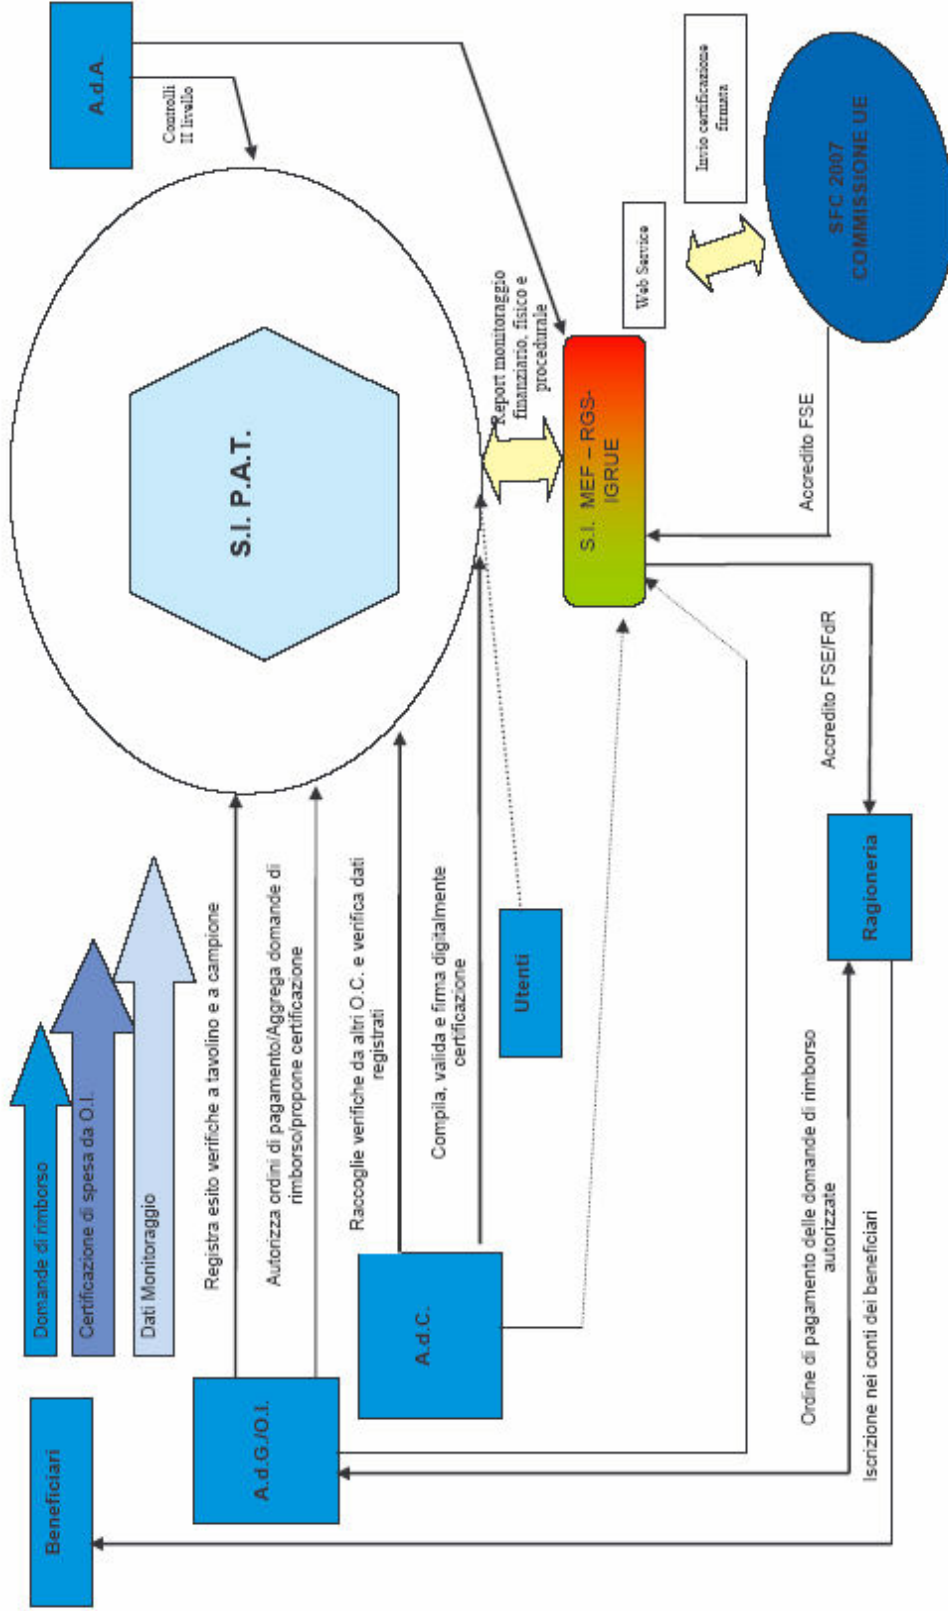 Beneficiari
Domande di rimborso
Certificazione di spesa da O.I.
Dati Monitoraggio
A.d.G./O.I.
Registra esito verifiche a tavolino e a campione
Autorizza ordini di pagamento/Aggrega domande di
rimborso/propone certificazione
A.d.C.
Raccoglie verifiche da altri O.C. e verifica dati
registrati
Compila, valida e firma digitalmente
certificazione
Utenti
S.I. P.A.T.
A.d.A.
Controlli
II livello
Report monitoraggio
finanziario, fisico e
procedurale
S.I. MEF – RGS-
IGRUE
Web Service
Invio certificazione
firmata
SFC 2007
COMMISSIONE UE
Accredito FSE
Accredito FSE/FdR
Ragioneria
Ordine di pagamento delle domande di rimborso
autorizzate
Iscrizione nei conti dei beneficiari